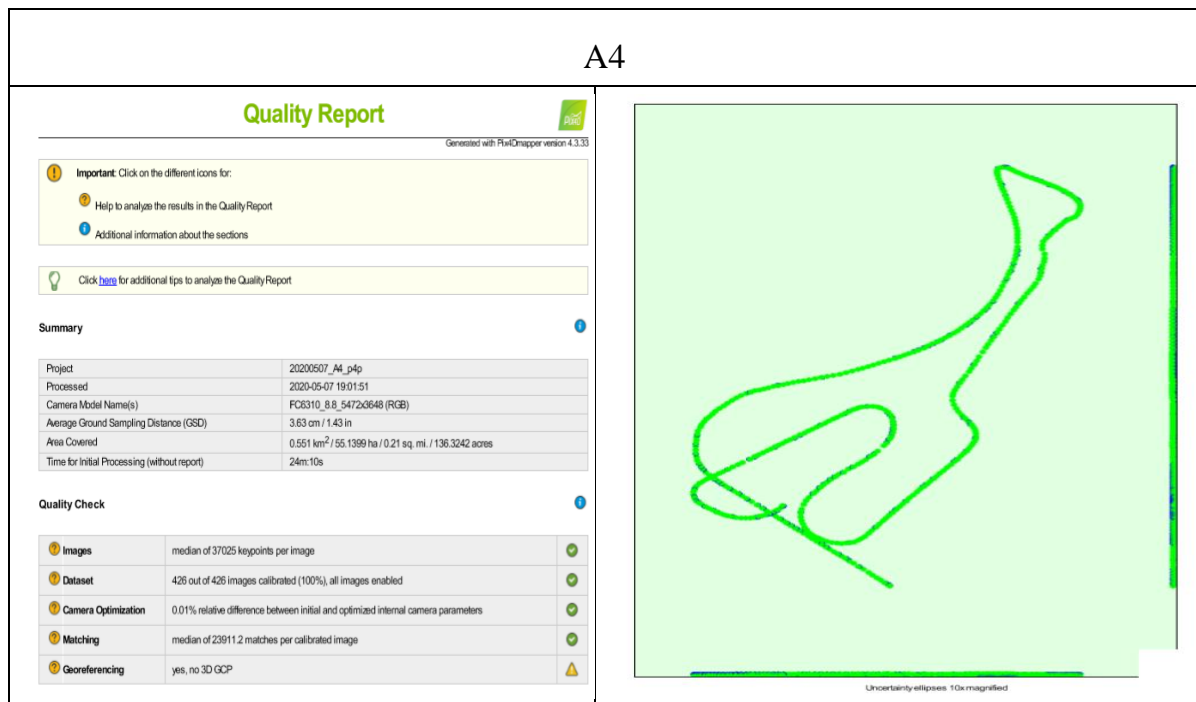 A4
Quality Report
Generated with Pix4Dmapper version 4.3.33
Important: Click on the different icons for:
Help to analyze the results in the Quality Report
Additional information about the sections
Click here for additional tips to analyze the Quality Report
Summary
Project 20200507_A4_p4p
Processed 2020-05-07 19:01:51
Camera Model Name(s) FC6310_8.8_5472x3648 (RGB)
Average Ground Sampling Distance (GSD) 3.63 cm / 1.43 in
Area Covered 0.551 km2 / 55.1399 ha / 0.21 sq. mi. / 136.3242 acres
Time for Initial Processing (without report) 24m:10s
Quality Check
Images median of 37025 keypoints per image
Dataset 426 out of 426 images calibrated (100%), all images enabled
Camera Optimization 0.01% relative difference between initial and optimized internal camera parameters
Matching median of 23911.2 matches per calibrated image
Georeferencing yes, no 3D GCP
Uncertainty ellipses 10x magnified